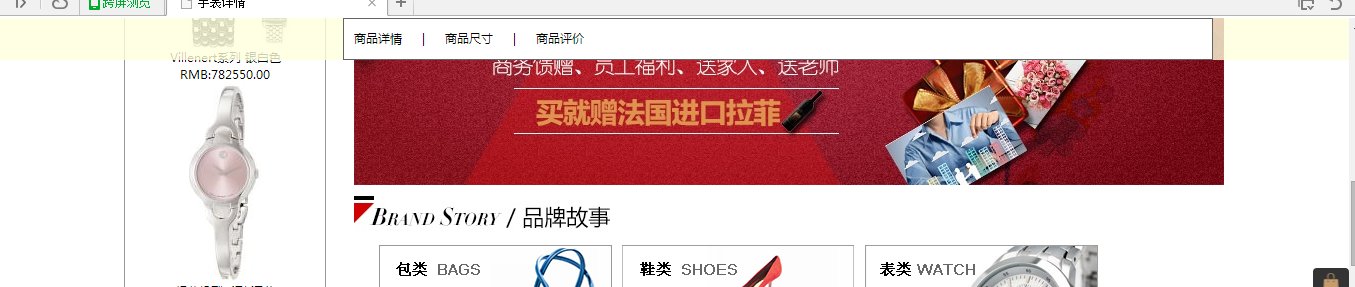 跨屏浏览
手表详情
商品详情 | 商品尺寸 | 商品评价
Villenert系列 银白色
RMB:782550.00
商务馈赠、员工福利、送家人、送老师
买就赠法国进口拉菲
BRAND STORY / 品牌故事
包类 BAGS
鞋类 SHOES
表类 WATCH